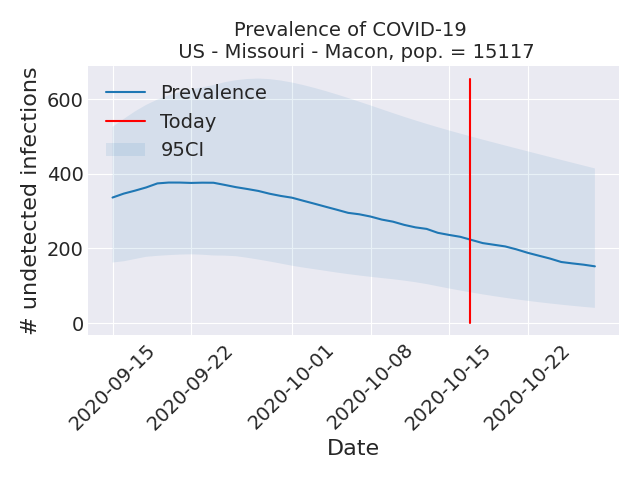 Prevalence of COVID-19
US - Missouri - Macon, pop. = 15117
# undetected infections
600
400
200
0
Prevalence
Today
95CI
2020-09-15
2020-09-22
2020-10-01
2020-10-08
2020-10-15
2020-10-22
Date